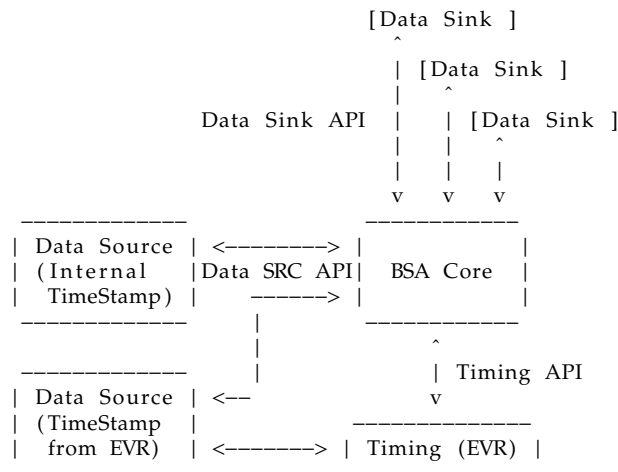 [Data Sink ]
[Data Sink ]
Data Sink API [Data Sink ]
Data Source
(Internal Data SRC API BSA Core
TimeStamp)
Timing API
Data Source
(TimeStamp
from EVR) Timing (EVR)